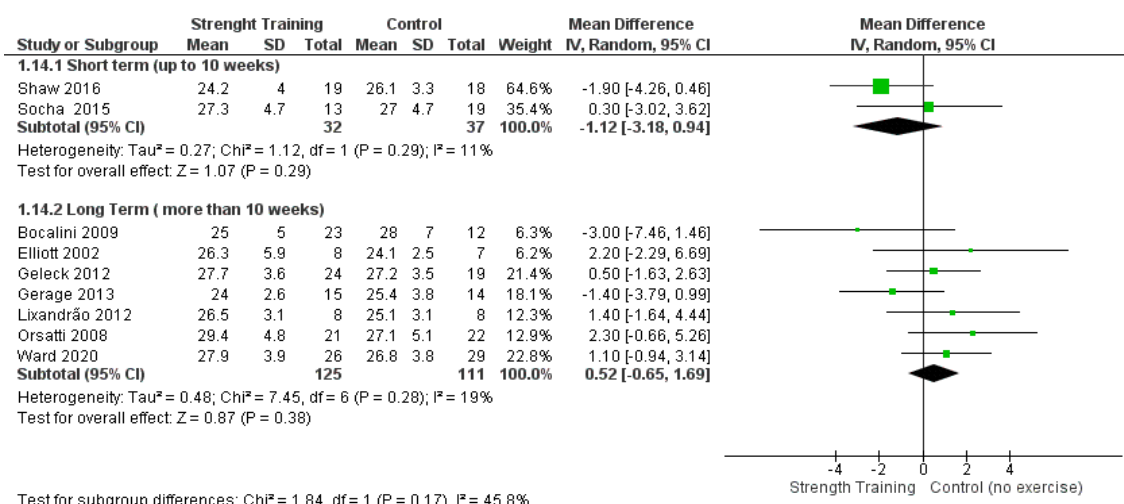 Strenght Training Control Mean Difference Mean Difference
Study or Subgroup Mean SD Total Mean SD Total Weight IV, Random, 95% CI IV, Random, 95% CI
1.14.1 Short term (up to 10 weeks)
Shaw 2016 24.2 4 19 26.1 3.3 18 64.6% -1.90 [-4.26, 0.46]
Socha 2015 27.3 4.7 13 27 4.7 19 35.4% 0.30 [-3.02, 3.62]
Subtotal (95% CI) 32 37 100.0% -1.12 [-3.18, 0.94]
Heterogeneity: Tau² = 0.27; Chi² = 1.12, df = 1 (P = 0.29); I² = 11%
Test for overall effect: Z = 1.07 (P = 0.29)
1.14.2 Long Term ( more than 10 weeks)
Bocalini 2009 25 5 23 28 7 12 6.3% -3.00 [-7.46, 1.46]
Elliott 2002 26.3 5.9 8 24.1 2.5 7 6.2% 2.20 [-2.29, 6.69]
Geleck 2012 27.7 3.6 24 27.2 3.5 19 21.4% 0.50 [-1.63, 2.63]
Gerage 2013 24 2.6 15 25.4 3.8 14 18.1% -1.40 [-3.79, 0.99]
Lixandrão 2012 26.5 3.1 8 25.1 3.1 8 12.3% 1.40 [-1.64, 4.44]
Orsatti 2008 29.4 4.8 21 27.1 5.1 22 12.9% 2.30 [-0.66, 5.26]
Ward 2020 27.9 3.9 26 26.8 3.8 29 22.8% 1.10 [-0.94, 3.14]
Subtotal (95% CI) 125 111 100.0% 0.52 [-0.65, 1.69]
Heterogeneity: Tau² = 0.48; Chi² = 7.45, df = 6 (P = 0.28); I² = 19%
Test for overall effect: Z = 0.87 (P = 0.38)
-4 -2 0 2 4
Strength Training Control (no exercise)
Test for subgroup differences: Chi² = 1.84, df = 1 (P = 0.17), I² = 45.8%